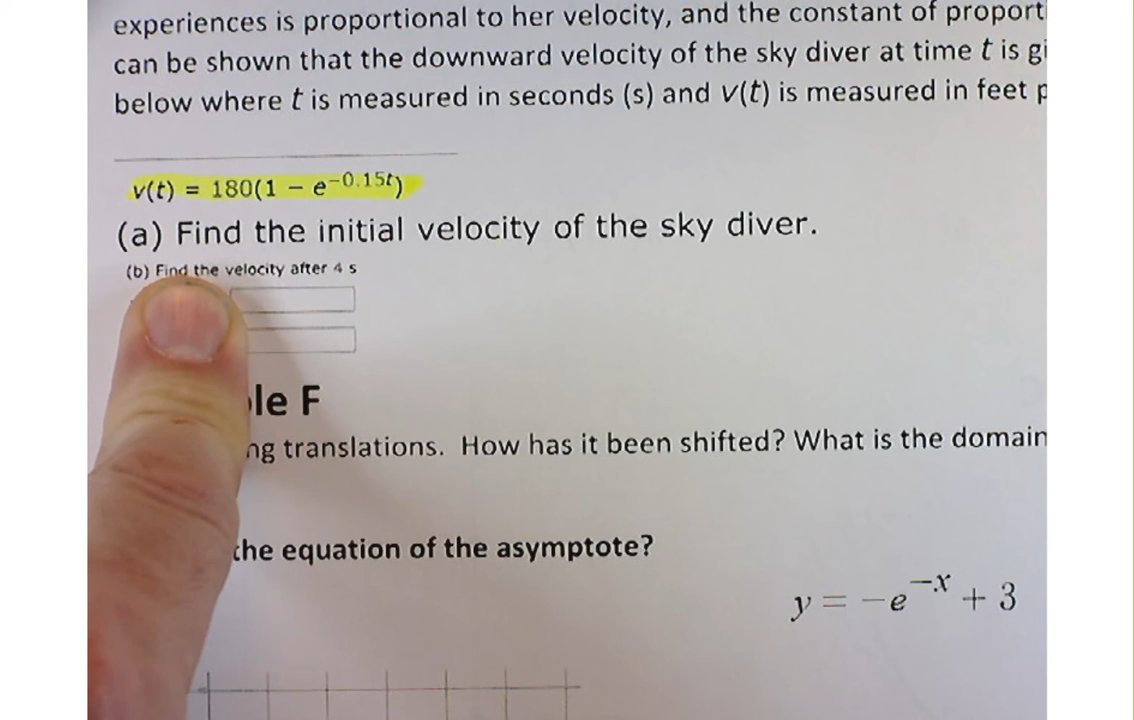 experiences is proportional to her velocity, and the constant of proport
can be shown that the downward velocity of the sky diver at time t is gi
below where t is measured in seconds (s) and v(t) is measured in feet p
v(t) = 180(1 − e^−0.15t)
(a) Find the initial velocity of the sky diver.
(b) Find the velocity after 4 s
le F
ng translations. How has it been shifted? What is the domain
the equation of the asymptote?
y = −e^−x + 3